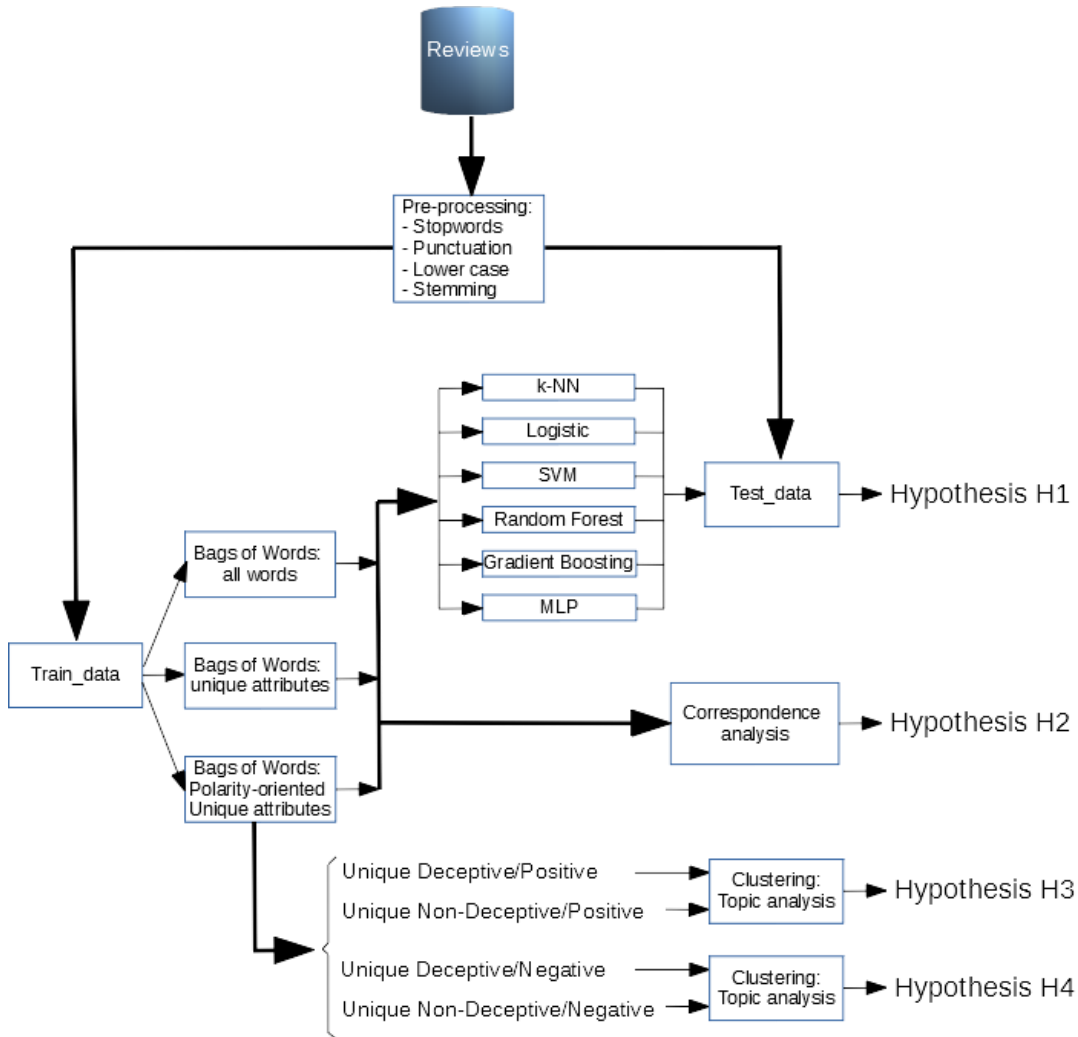 Reviews
Pre-processing:
- Stopwords
- Punctuation
- Lower case
- Stemming
k-NN
Logistic
SVM
Random Forest
Gradient Boosting
MLP
Test_data
Hypothesis H1
Train_data
Bags of Words:
all words
Bags of Words:
unique attributes
Bags of Words:
Polarity-oriented
Unique attributes
Correspondence
analysis
Hypothesis H2
Unique Deceptive/Positive
Unique Non-Deceptive/Positive
Clustering:
Topic analysis
Hypothesis H3
Unique Deceptive/Negative
Unique Non-Deceptive/Negative
Clustering:
Topic analysis
Hypothesis H4